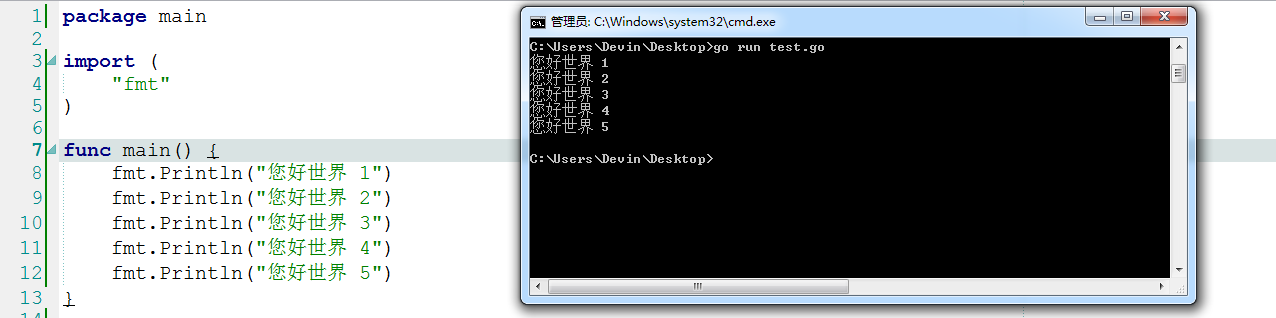 1 package main
2
3 import (
4 "fmt"
5 )
6
7 func main() {
8 fmt.Println("您好世界 1")
9 fmt.Println("您好世界 2")
10 fmt.Println("您好世界 3")
11 fmt.Println("您好世界 4")
12 fmt.Println("您好世界 5")
13 }
管理员: C:\Windows\system32\cmd.exe
C:\Users\Devin\Desktop>go run test.go
您好世界 1
您好世界 2
您好世界 3
您好世界 4
您好世界 5
C:\Users\Devin\Desktop>